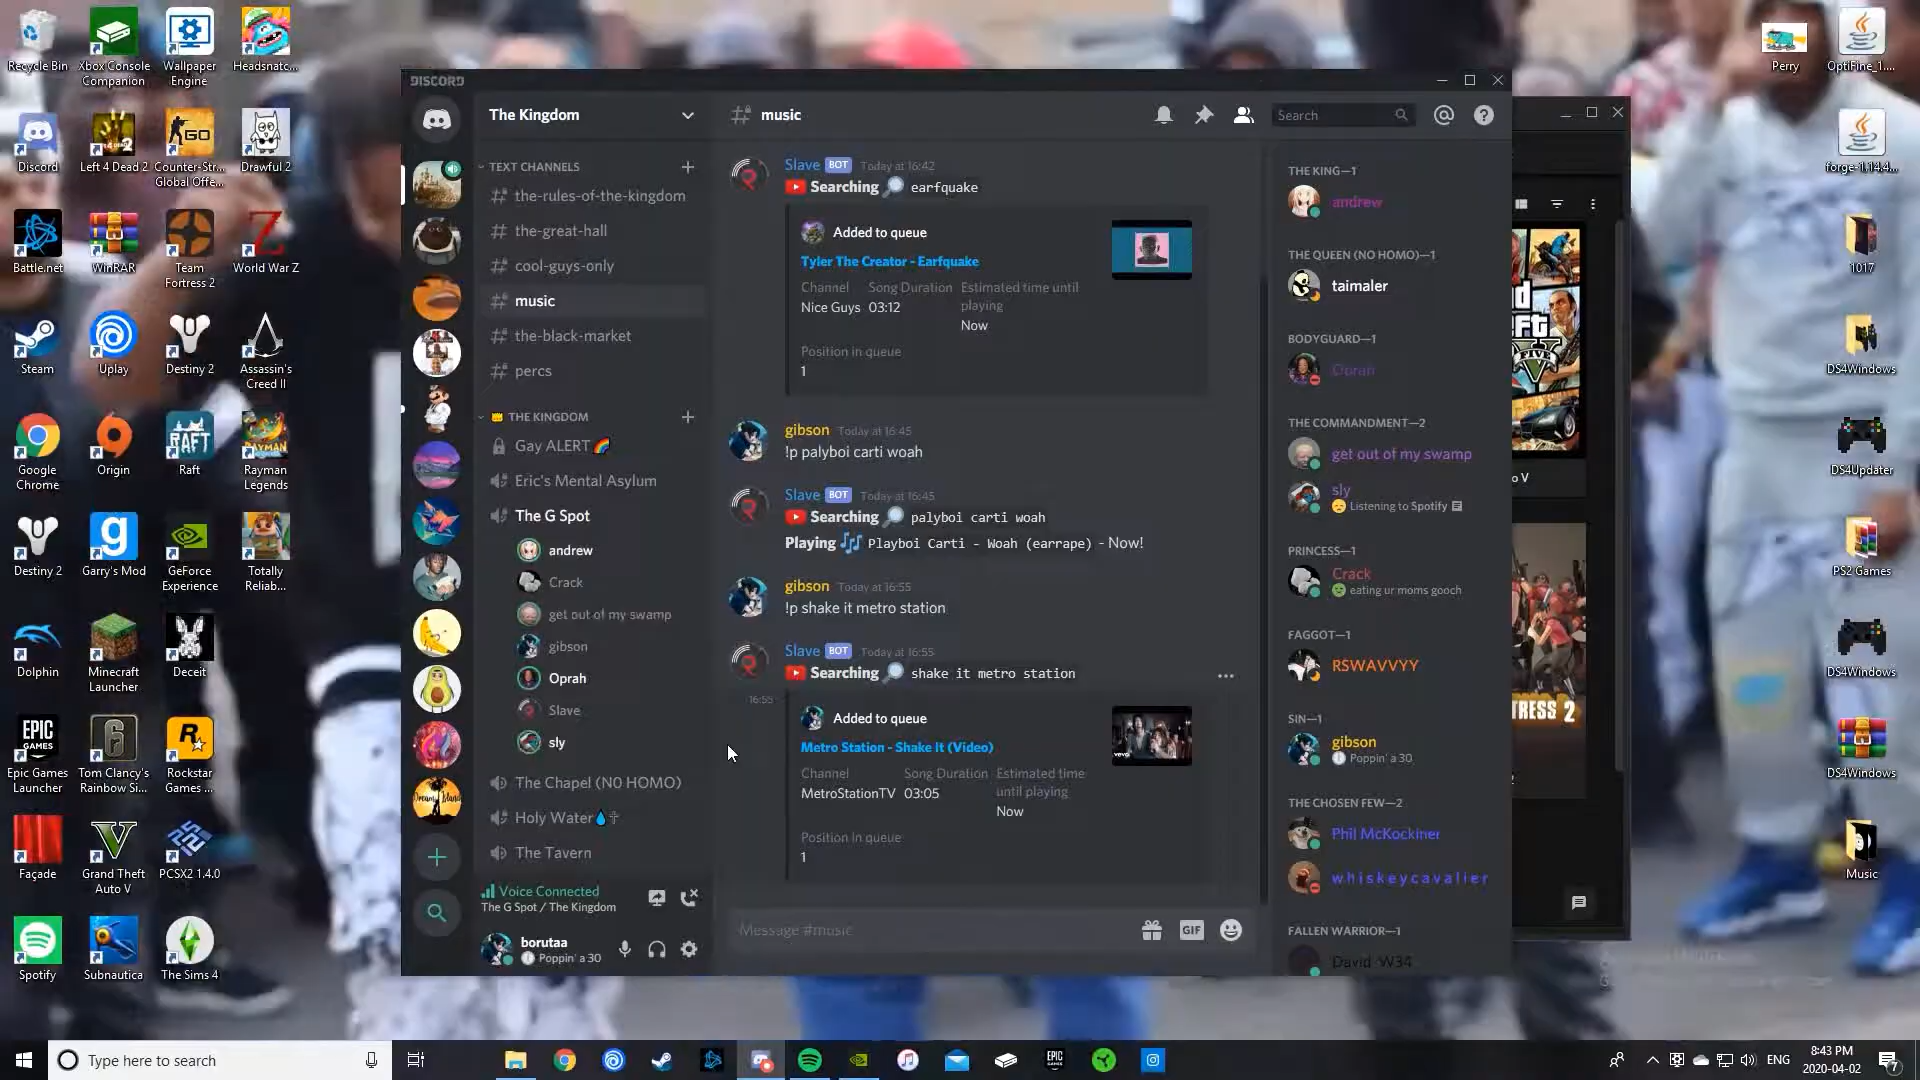 Recycle Bin
Xbox Console Companion
Wallpaper Engine
Headsnatc...
Discord
Left 4 Dead 2
Counter-Str... Global Offe...
Drawful 2
Battle.net
WinRAR
Team Fortress 2
World War Z
Steam
Uplay
Destiny 2
Assassin's Creed II
Google Chrome
Origin
Raft
Rayman Legends
Destiny 2
Garry's Mod
GeForce Experience
Totally Reliab...
Dolphin
Minecraft Launcher
Deceit
Epic Games Launcher
Tom Clancy's Rainbow Si...
Rockstar Games ...
Façade
Grand Theft Auto V
PCSX2 1.4.0
Spotify
Subnautica
The Sims 4
DISCORD
The Kingdom
TEXT CHANNELS
the-rules-of-the-kingdom
the-great-hall
cool-guys-only
music
the-black-market
percs
THE KINGDOM
Gay ALERT🌈
Eric's Mental Asylum
The G Spot
andrew
Crack
get out of my swamp
gibson
Oprah
Slave
sly
The Chapel (NO HOMO)
Holy Water💧✝
The Tavern
Voice Connected
The G Spot / The Kingdom
borutaa
Poppin' a 30
music
Search
Slave BOT Today at 16:42
Searching 🔎 earfquake
Added to queue
Tyler The Creator - Earfquake
Channel Song Duration Estimated time until playing
Nice Guys 03:12
Now
Position in queue
1
gibson Today at 16:45
!p palyboi carti woah
Slave BOT Today at 16:45
Searching 🔎 palyboi carti woah
Playing 🎶 Playboi Carti - Woah (earrape) - Now!
gibson Today at 16:55
!p shake it metro station
Slave BOT Today at 16:55
Searching 🔎 shake it metro station
16:55
Added to queue
Metro Station - Shake It (Video)
Channel Song Duration Estimated time until playing
MetroStationTV 03:05
Now
Position in queue
1
Message #music
GIF
THE KING—1
andrew
THE QUEEN (NO HOMO)—1
taimaler
BODYGUARD—1
Oprah
THE COMMANDMENT—2
get out of my swamp
sly
Listening to Spotify
PRINCESS—1
Crack
eating ur moms gooch
FAGGOT—1
RSWAVVYY
SIN—1
gibson
Poppin' a 30
THE CHOSEN FEW—2
Phil McKockiner
whiskeycavalier
FALLEN WARRIOR—1
David W34
Perry
OptiFine_1....
forge-1.14.4...
1017
DS4Windows
DS4Updater
PS2 Games
DS4Windows
DS4Windows
Music
Type here to search
ENG
8:43 PM
2020-04-02
7